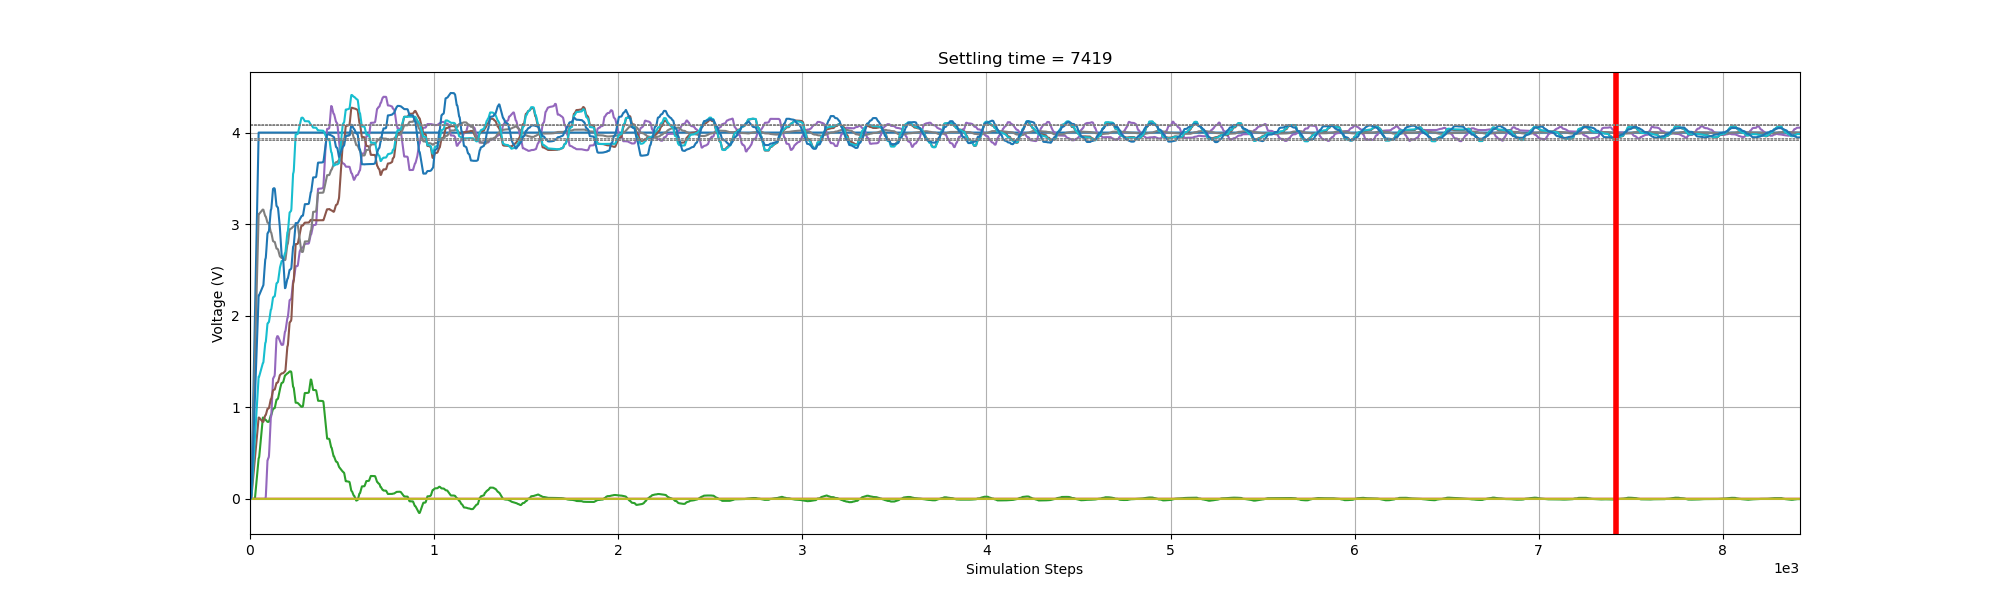 Settling time = 7419
Voltage (V)
4
3
2
1
0
0 1 2 3 4 5 6 7 8
Simulation Steps
1e3